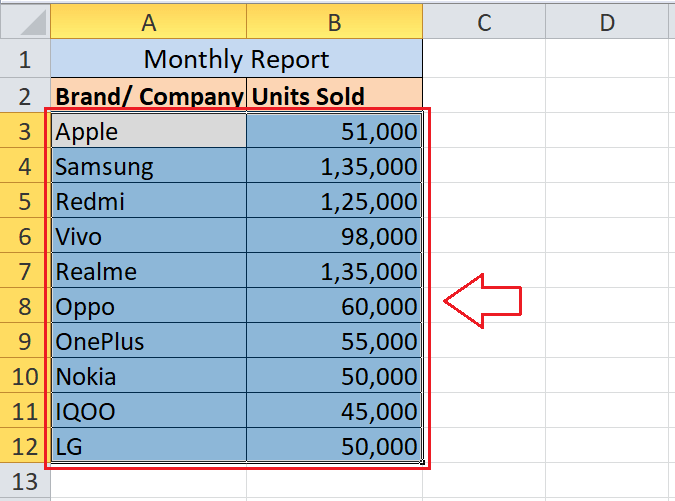 A B C D
1 Monthly Report
2 Brand/ Company Units Sold
3 Apple 51,000
4 Samsung 1,35,000
5 Redmi 1,25,000
6 Vivo 98,000
7 Realme 1,35,000
8 Oppo 60,000
9 OnePlus 55,000
10 Nokia 50,000
11 IQOO 45,000
12 LG 50,000
13